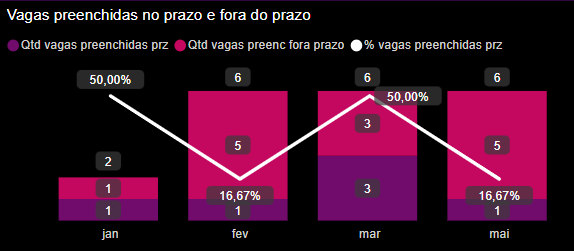 Vagas preenchidas no prazo e fora do prazo
Qtd vagas preenchidas prz Qtd vagas preenc fora prazo % vagas preenchidas prz
50,00% 6 6 6
50,00%
2 5 3 5
1 16,67% 3 16,67%
1 1 1
jan fev mar mai